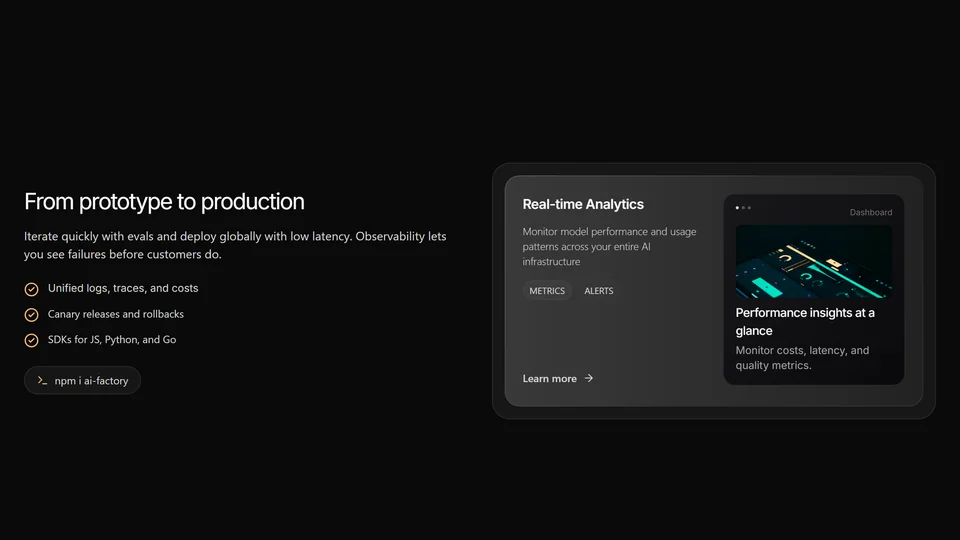 From prototype to production
Iterate quickly with evals and deploy globally with low latency. Observability lets
you see failures before customers do.
Unified logs, traces, and costs
Canary releases and rollbacks
SDKs for JS, Python, and Go
npm i ai-factory
Real-time Analytics
Monitor model performance and usage
patterns across your entire AI
infrastructure
METRICS
ALERTS
Learn more
Dashboard
Performance insights at a
glance
Monitor costs, latency, and
quality metrics.